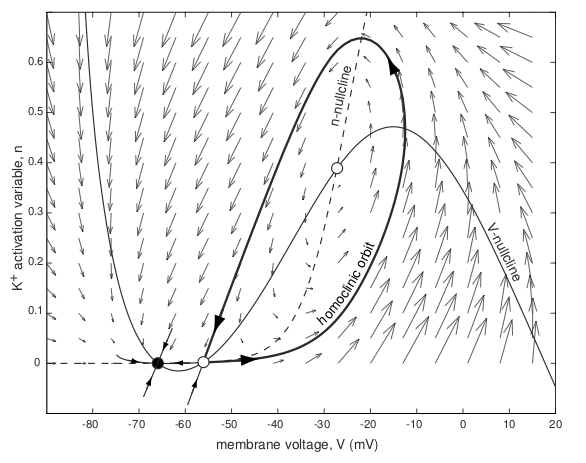 0.6
0.5
0.4
0.3
0.2
0.1
0
K+ activation variable, n
n-nullcline
V-nullcline
homoclinic orbit
-80 -70 -60 -50 -40 -30 -20 -10 0 10 20
membrane voltage, V (mV)